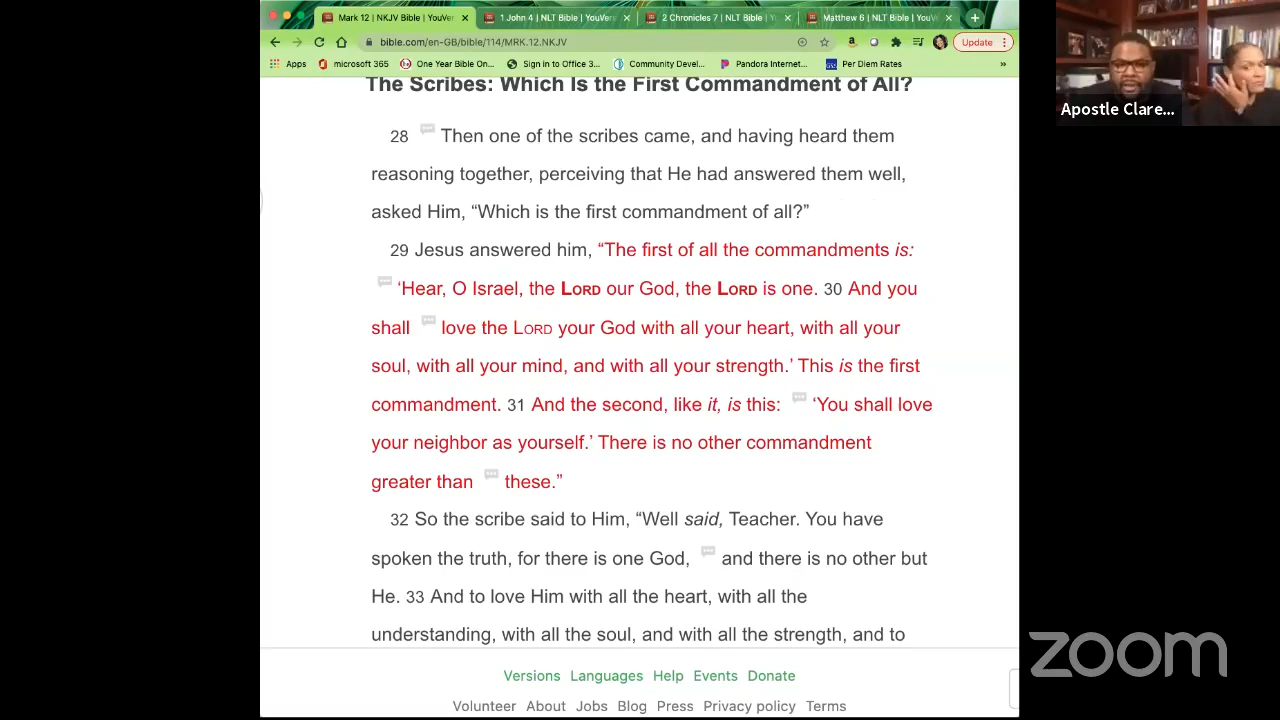 Mark 12 | NKJV Bible | YouVer
1 John 4 | NLT Bible | YouVers
2 Chronicles 7 | NLT Bible | Y
Matthew 6 | NLT Bible | YouV
bible.com/en-GB/bible/114/MRK.12.NKJV
Update
Apps
microsoft 365
One Year Bible On...
Sign in to Office 3...
Community Devel...
Pandora Internet...
Per Diem Rates
»
The Scribes: Which Is the First Commandment of All?
28 Then one of the scribes came, and having heard them
reasoning together, perceiving that He had answered them well,
asked Him, “Which is the first commandment of all?”
29 Jesus answered him, “The first of all the commandments is:
‘Hear, O Israel, the LORD our God, the LORD is one. 30 And you
shall love the LORD your God with all your heart, with all your
soul, with all your mind, and with all your strength.’ This is the first
commandment. 31 And the second, like it, is this: ‘You shall love
your neighbor as yourself.’ There is no other commandment
greater than these.”
32 So the scribe said to Him, “Well said, Teacher. You have
spoken the truth, for there is one God, and there is no other but
He. 33 And to love Him with all the heart, with all the
understanding, with all the soul, and with all the strength, and to
Versions Languages Help Events Donate
Volunteer About Jobs Blog Press Privacy policy Terms
Apostle Clare...
zoom